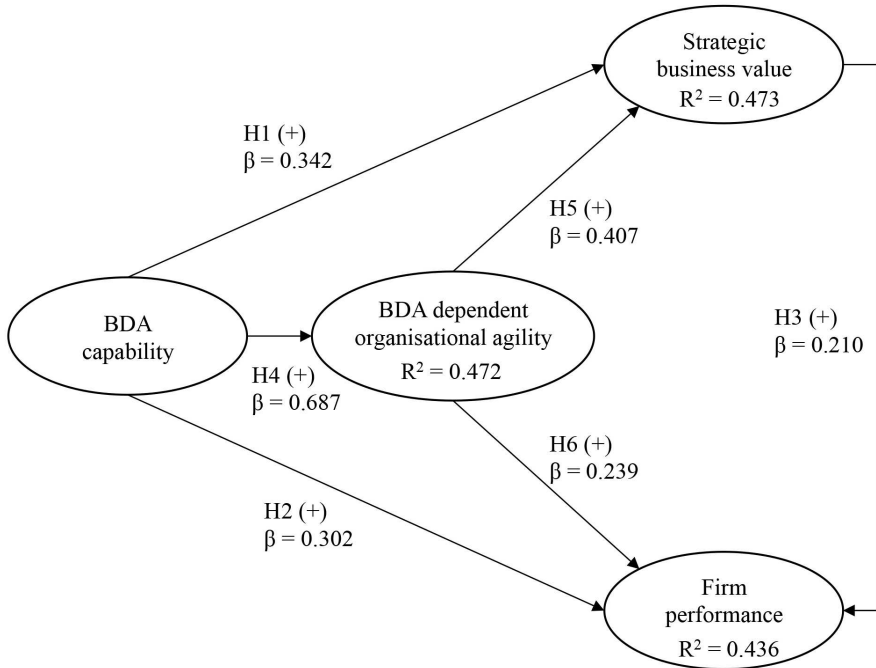 Strategic
business value
R² = 0.473
H1 (+)
β = 0.342
H5 (+)
β = 0.407
BDA
capability
BDA dependent
organisational agility
R² = 0.472
H3 (+)
β = 0.210
H4 (+)
β = 0.687
H6 (+)
β = 0.239
H2 (+)
β = 0.302
Firm
performance
R² = 0.436